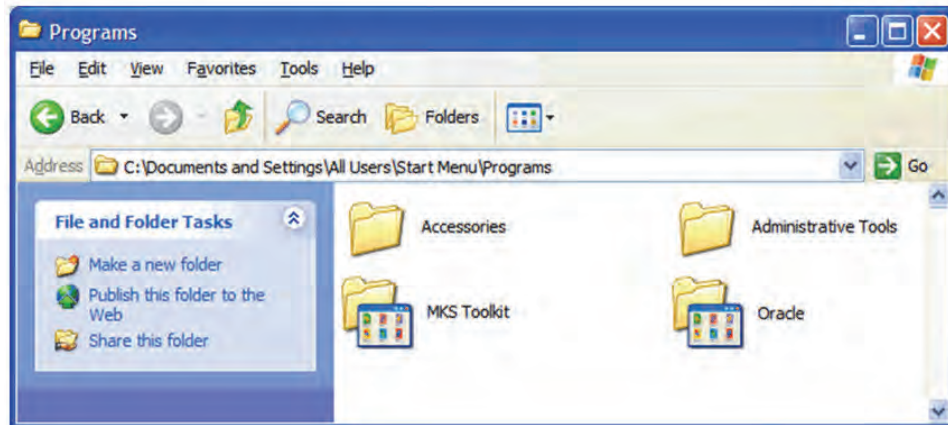 Programs
File Edit View Favorites Tools Help
Back Search Folders
Address C:\Documents and Settings\All Users\Start Menu\Programs Go
File and Folder Tasks
Make a new folder
Publish this folder to the
Web
Share this folder
Accessories Administrative Tools
MKS Toolkit Oracle